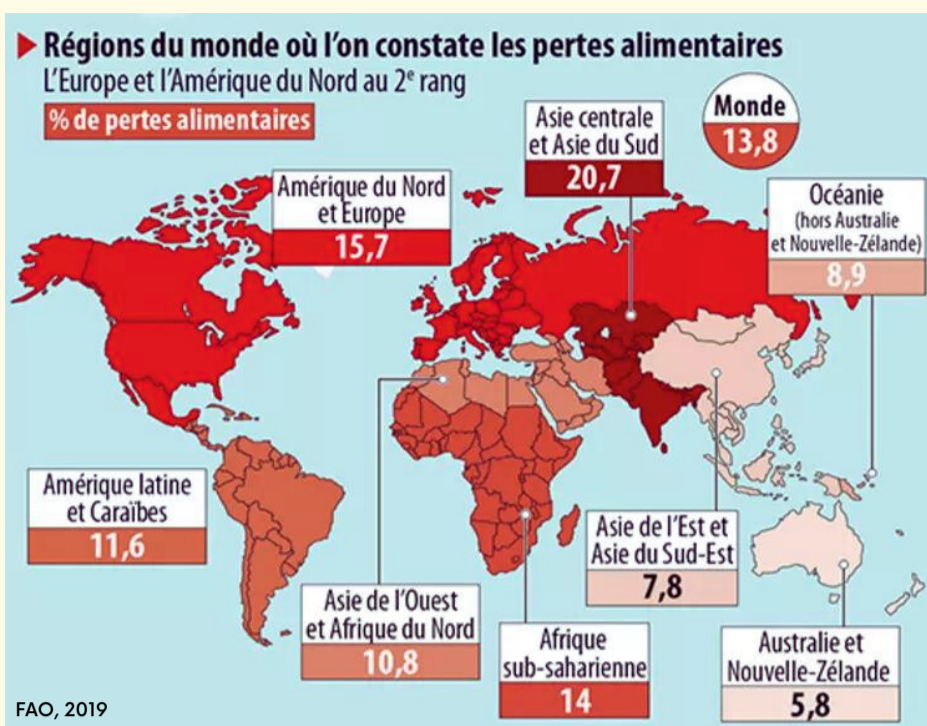 Régions du monde où l'on constate les pertes alimentaires
L'Europe et l'Amérique du Nord au 2e rang
% de pertes alimentaires
Monde
13,8
Asie centrale
et Asie du Sud
20,7
Amérique du Nord
et Europe
15,7
Océanie
(hors Australie
et Nouvelle-Zélande)
8,9
Amérique latine
et Caraïbes
11,6
Asie de l'Est et
Asie du Sud-Est
7,8
Asie de l'Ouest
et Afrique du Nord
10,8
Afrique
sub-saharienne
14
Australie et
Nouvelle-Zélande
5,8
FAO, 2019